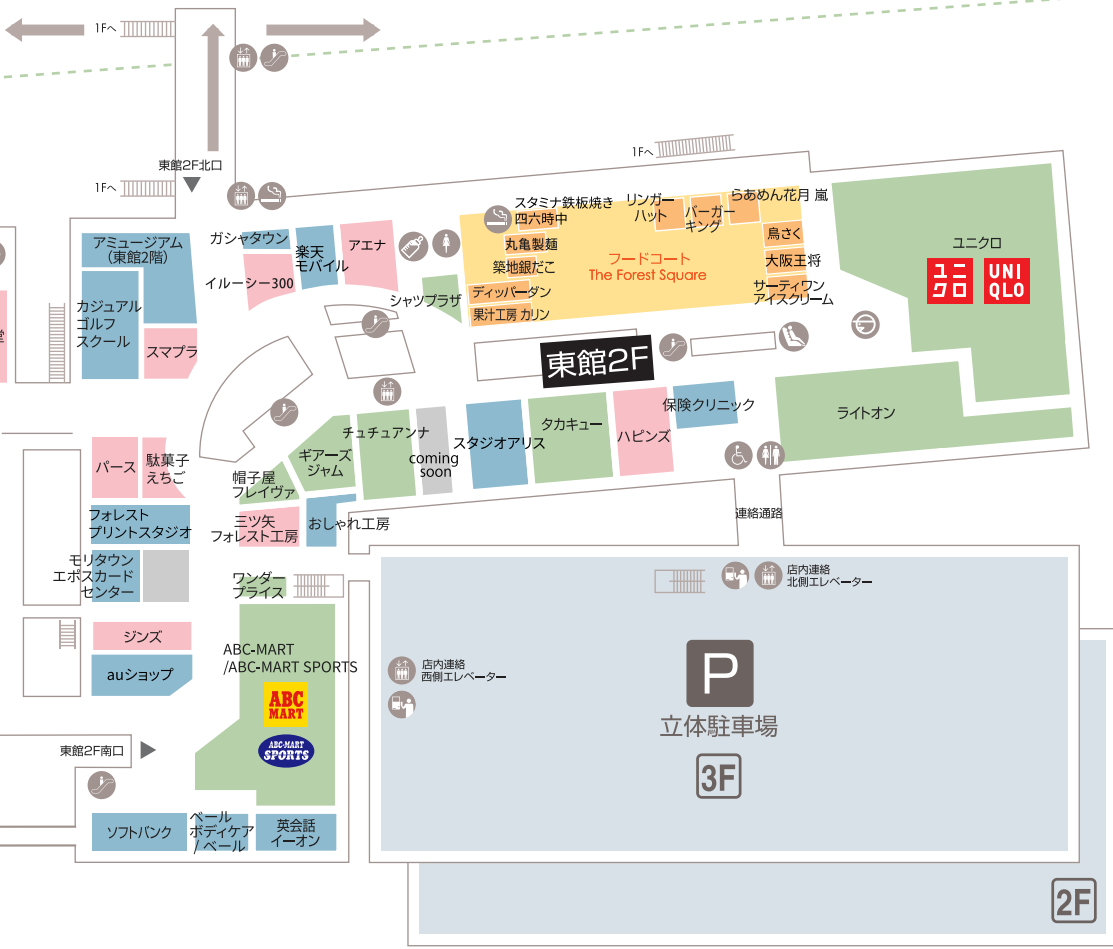 1Fへ
東館2F北口
1Fへ
1Fへ
アミュージアム
(東館2階)
カジュアル
ゴルフ
スクール
スマプラ
ガシャタウン
イルーシー300
楽天
モバイル
アエナ
シャツプラザ
スタミナ鉄板焼き
四六時中
丸亀製麺
築地銀だこ
ディッパーダン
果汁工房 カリン
リンガー
ハット
バーガー
キング
らあめん花月 嵐
鳥さく
大阪王将
サーティワン
アイスクリーム
フードコート
The Forest Square
ユニクロ
ユニ
クロ
UNI
QLO
東館2F
パース
駄菓子
えちご
フォレスト
プリントスタジオ
モリタウン
エポスカード
センター
ジンズ
auショップ
帽子屋
フレイヴァ
三ツ矢
フォレスト工房
ギアーズ
ジャム
おしゃれ工房
チュチュアンナ
coming
soon
スタジオアリス
タカキュー
ハピンズ
保険クリニック
ライトオン
連絡通路
ワンダー
プライス
ABC-MART
/ABC-MART SPORTS
ABC
MART
ABC-MART
SPORTS
東館2F南口
ソフトバンク
ベール
ボディケア
/ ベール
英会話
イーオン
店内連絡
北側エレベーター
店内連絡
西側エレベーター
P
立体駐車場
3F
2F